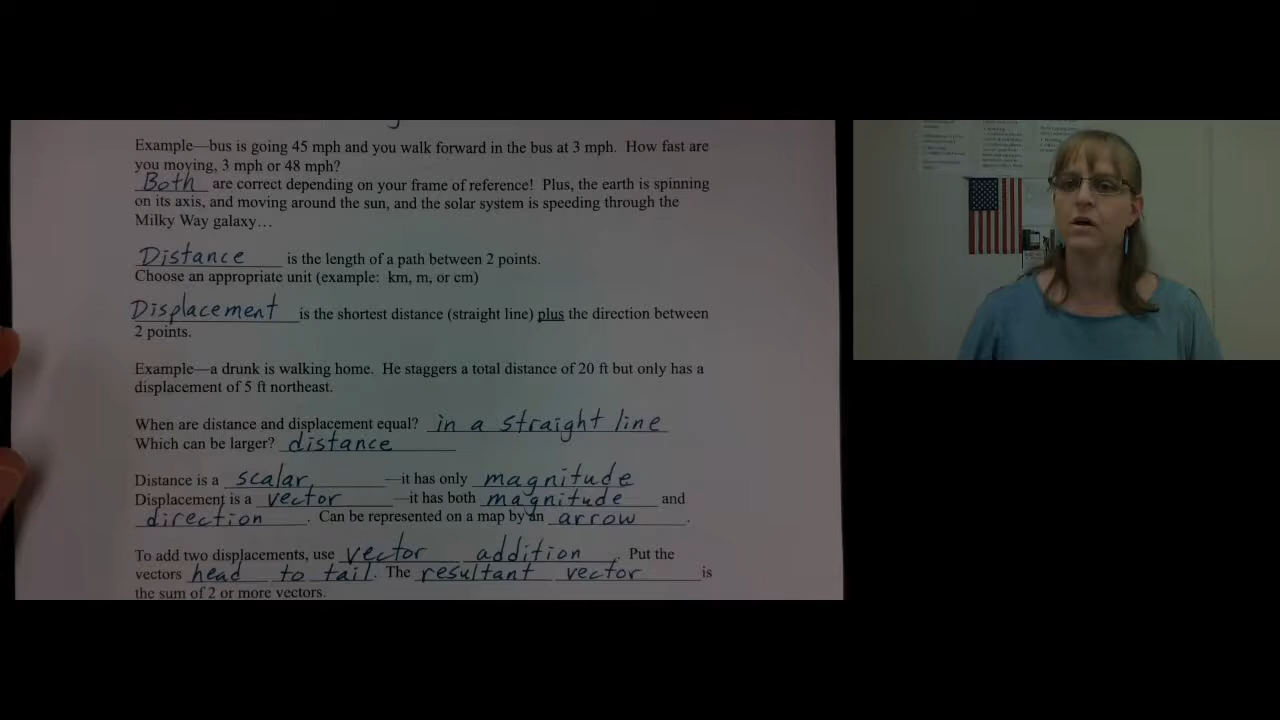 Example—bus is going 45 mph and you walk forward in the bus at 3 mph. How fast are
you moving, 3 mph or 48 mph?
Both are correct depending on your frame of reference! Plus, the earth is spinning
on its axis, and moving around the sun, and the solar system is speeding through the
Milky Way galaxy…
Distance is the length of a path between 2 points.
Choose an appropriate unit (example: km, m, or cm)
Displacement is the shortest distance (straight line) plus the direction between
2 points.
Example—a drunk is walking home. He staggers a total distance of 20 ft but only has a
displacement of 5 ft northeast.
When are distance and displacement equal? in a straight line
Which can be larger? distance
Distance is a scalar —it has only magnitude
Displacement is a vector —it has both magnitude and
direction. Can be represented on a map by an arrow.
To add two displacements, use vector addition. Put the
vectors head to tail. The resultant vector is
the sum of 2 or more vectors.